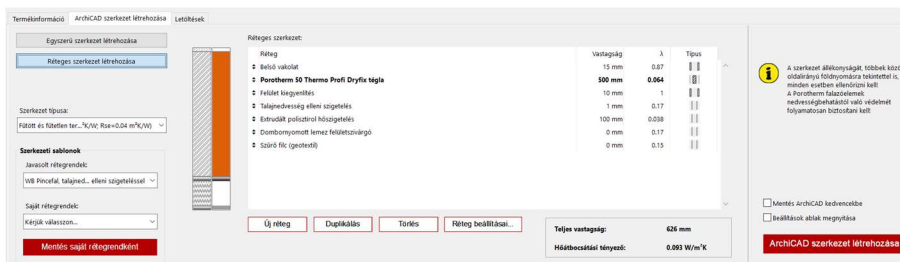 Termékinformáció ArchiCAD szerkezet létrehozása Letöltések
Egyszerű szerkezet létrehozása
Réteges szerkezet létrehozása
Szerkezet típusa:
Fűtött és fűtetlen ter...²K/W; Rse=0.04 m²K/W)
Szerkezeti sablonok
Javasolt rétegrendek:
WB Pincefal, talajned... elleni szigeteléssel
Saját rétegrendek:
Kérjük válasszon...
Mentés saját rétegrendként
Réteges szerkezet:
Réteg Vastagság λ Típus
Belső vakolat 15 mm 0.87
Porotherm 50 Thermo Profi Dryfix tégla 500 mm 0.064
Felület kiegyenlítés 10 mm 1
Talajnedvesség elleni szigetelés 1 mm 0.17
Extrudált polisztirol hőszigetelés 100 mm 0.038
Dombornyomott lemez felületszivárgó 0 mm 0.17
Szűrő filc (geotextil) 0 mm 0.15
Új réteg Duplikálás Törlés Réteg beállításai...
Teljes vastagság: 626 mm
Hőátbocsátási tényező: 0.093 W/m²K
A szerkezet állékonyságát, többek közö
oldalirányú földnyomásra tekintettel is,
minden esetben ellenőrizni kell!
A Porotherm falazóelemek
nedvességbehatástól való védelmét
folyamatosan biztosítani kell!
Mentés ArchiCAD kedvencekbe
Beállítások ablak megnyitása
ArchiCAD szerkezet létrehozása